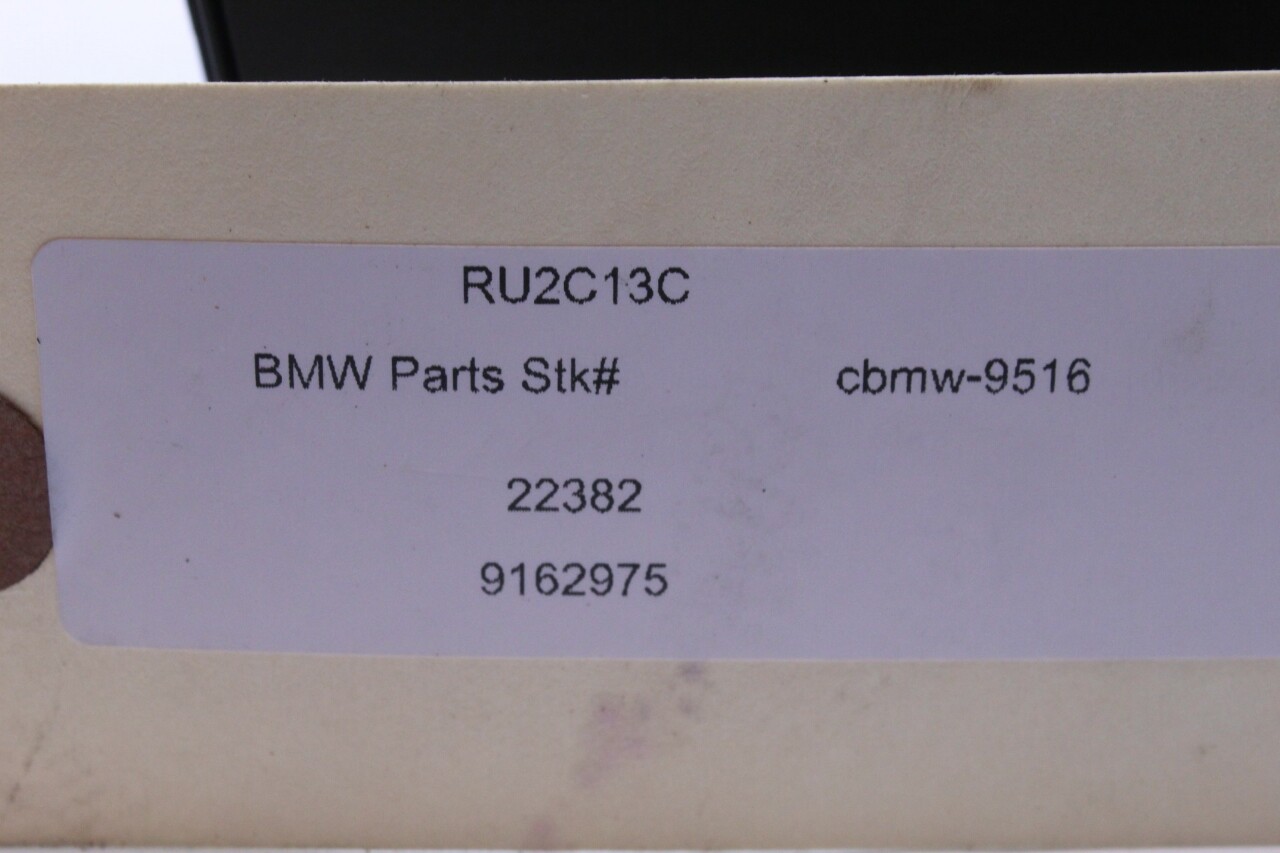 RU2C13C
BMW Parts Stk# cbmw-9516
22382
9162975